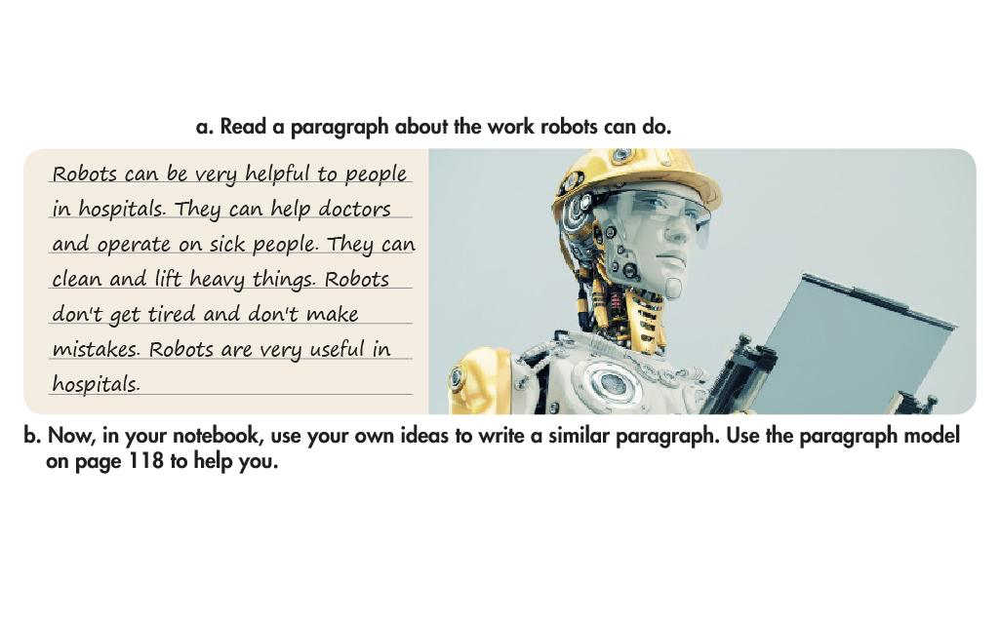 a. Read a paragraph about the work robots can do.
Robots can be very helpful to people
in hospitals. They can help doctors
and operate on sick people. They can
clean and lift heavy things. Robots
don't get tired and don't make
mistakes. Robots are very useful in
hospitals.
b. Now, in your notebook, use your own ideas to write a similar paragraph. Use the paragraph model
on page 118 to help you.